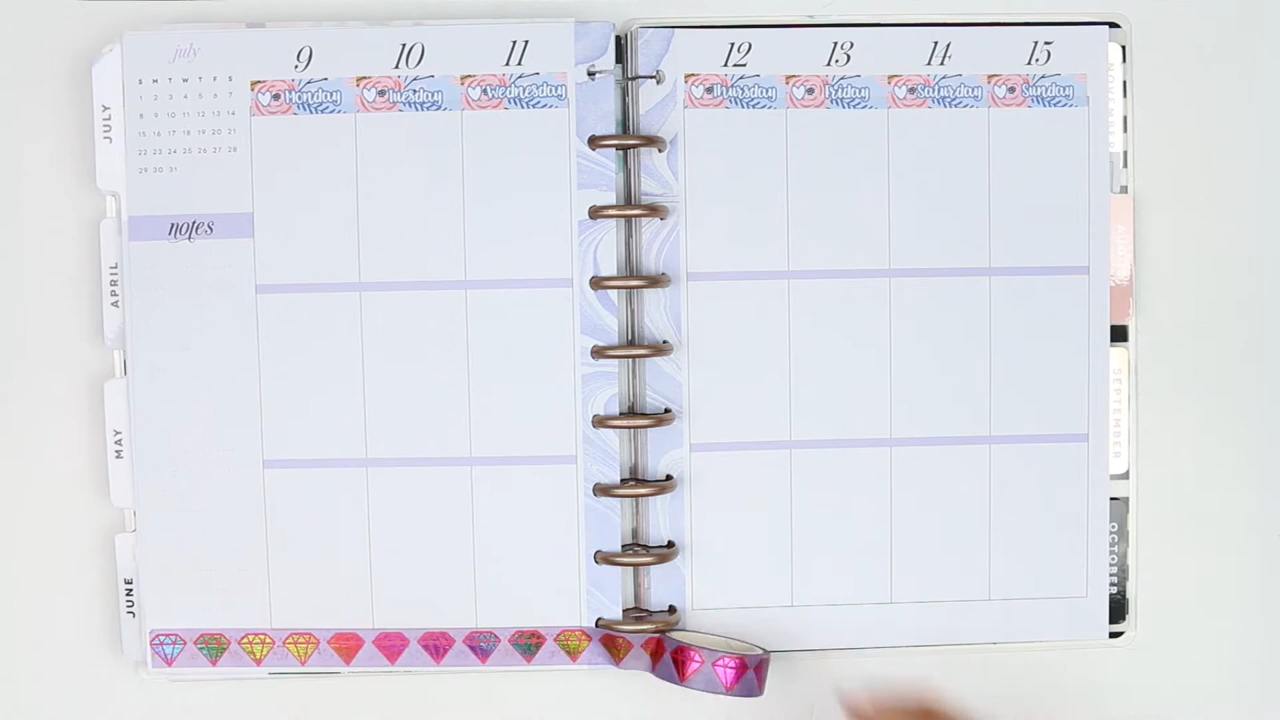 july
S M T W T F S
1 2 3 4 5 6 7
8 9 10 11 12 13 14
15 16 17 18 19 20 21
22 23 24 25 26 27 28
29 30 31
notes
9 10 11
Monday Tuesday Wednesday
12 13 14 15
Thursday Friday Saturday Sunday
JULY
APRIL
MAY
JUNE
NOVEMBER
AUGUST
SEPTEMBER
OCTOBER